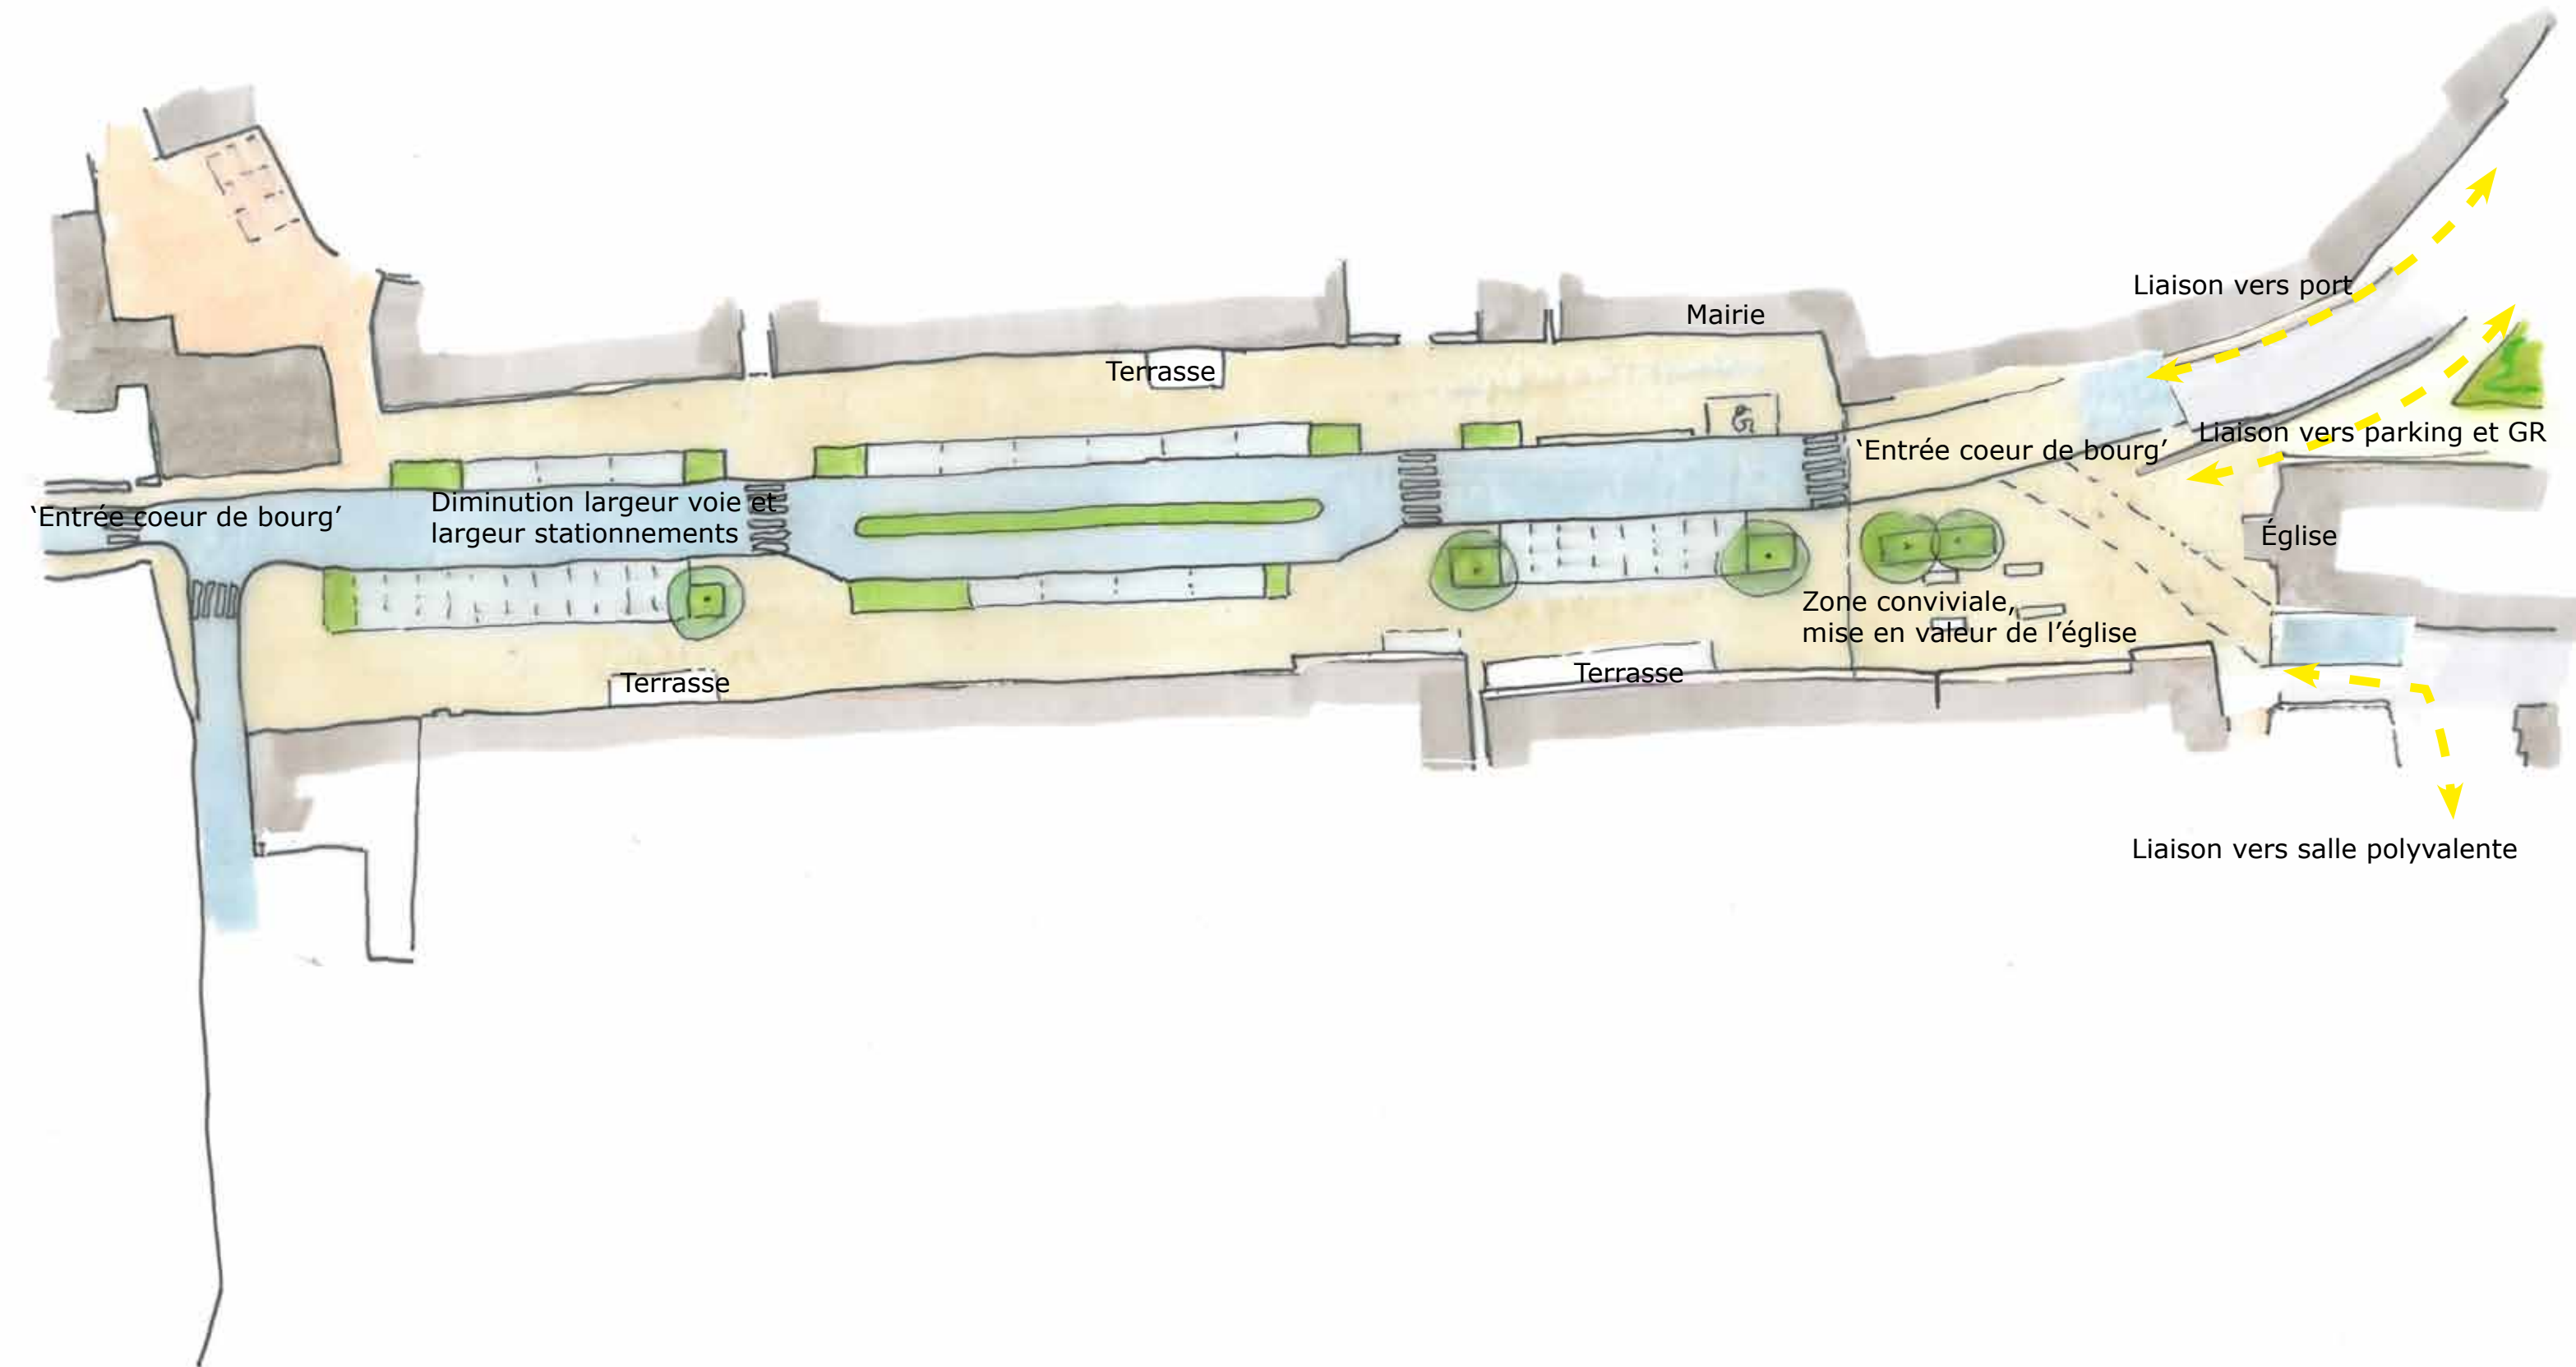 Liaison vers port
Mairie
Terrasse
Liaison vers parking et GR
‘Entrée coeur de bourg’
Diminution largeur voie et
largeur stationnements
‘Entrée coeur de bourg’
Église
Zone conviviale,
mise en valeur de l’église
Terrasse
Terrasse
Liaison vers salle polyvalente